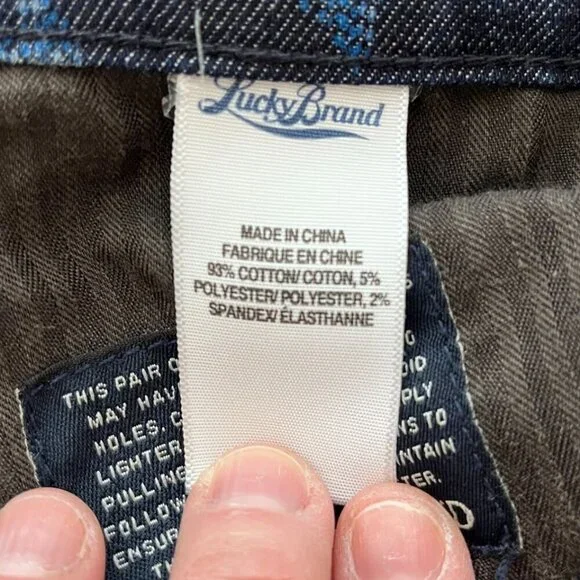 Lucky Brand
MADE IN CHINA
FABRIQUE EN CHINE
93% COTTON/ COTON, 5%
POLYESTER/ POLYESTER, 2%
SPANDEX/ ÉLASTHANNE
THIS PAIR
MAY HAV
HOLES.
LIGHTER
PULLING
FOLLOW
ENSUR
PLY
NS TO
NTAIN
TER.